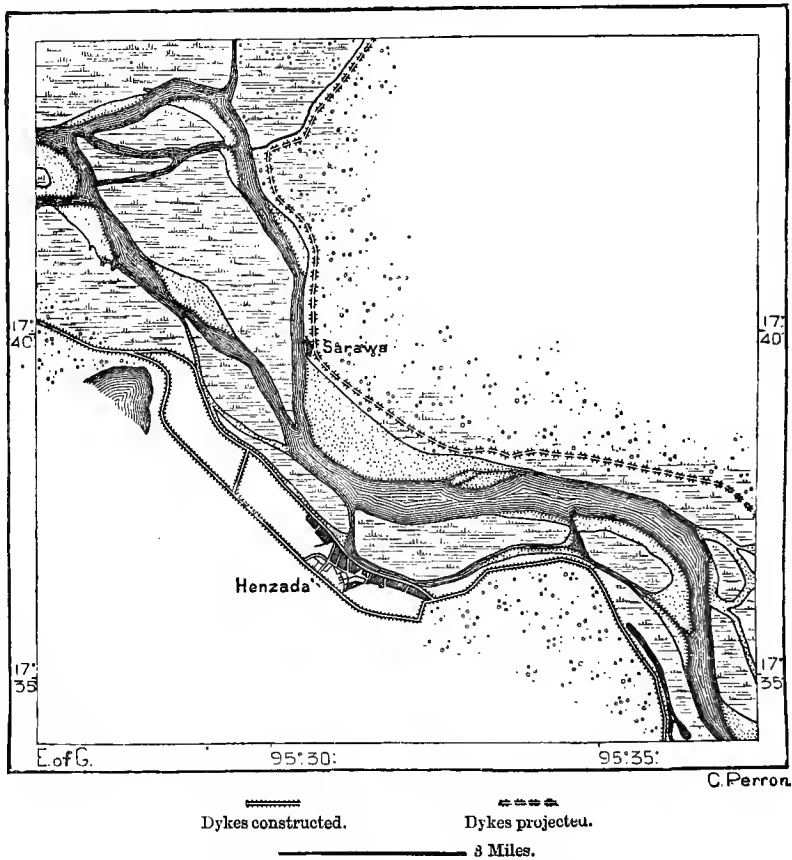 17°
40'
17°
40'
Sarawa
Henzada
17°
35'
17°
35'
E. of G.
95°30'
95°35'
C. Perron
Dykes constructed.
Dykes projected.
3 Miles.